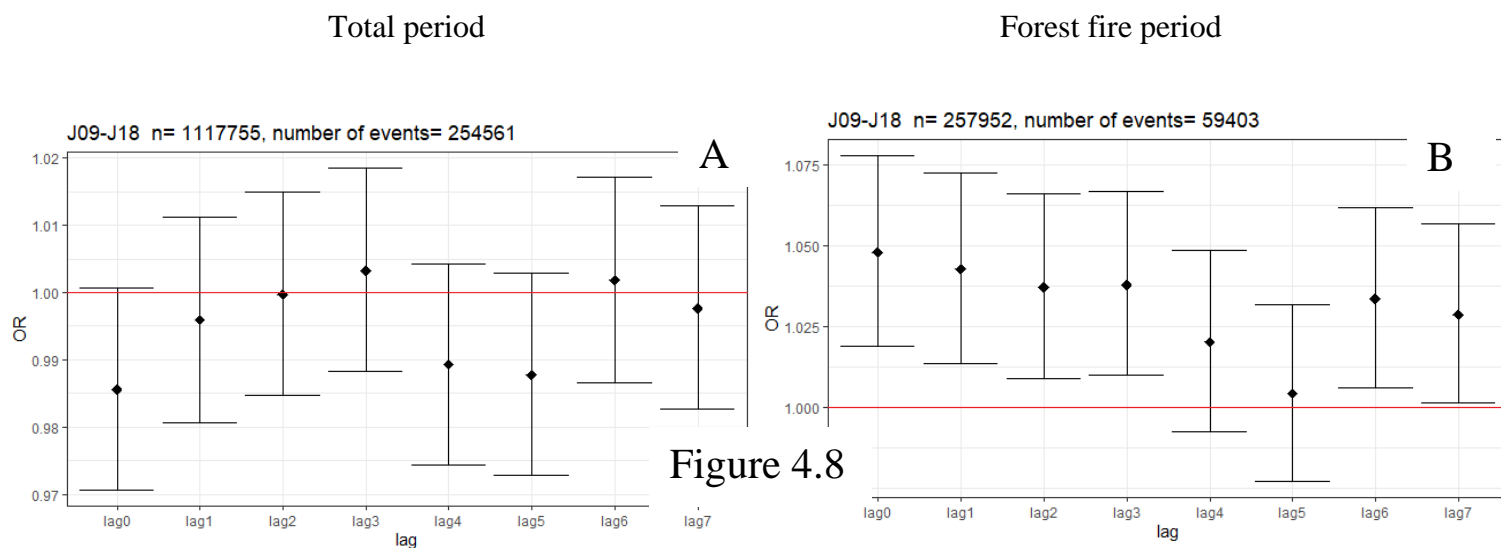 Total period
Forest fire period
J09-J18 n= 1117755, number of events= 254561
A
1.02
1.01
1.00
0.99
0.98
0.97
OR
lag0 lag1 lag2 lag3 lag4 lag5 lag6 lag7
lag
J09-J18 n= 257952, number of events= 59403
B
1.075
1.050
1.025
1.000
OR
lag0 lag1 lag2 lag3 lag4 lag5 lag6 lag7
lag
Figure 4.8